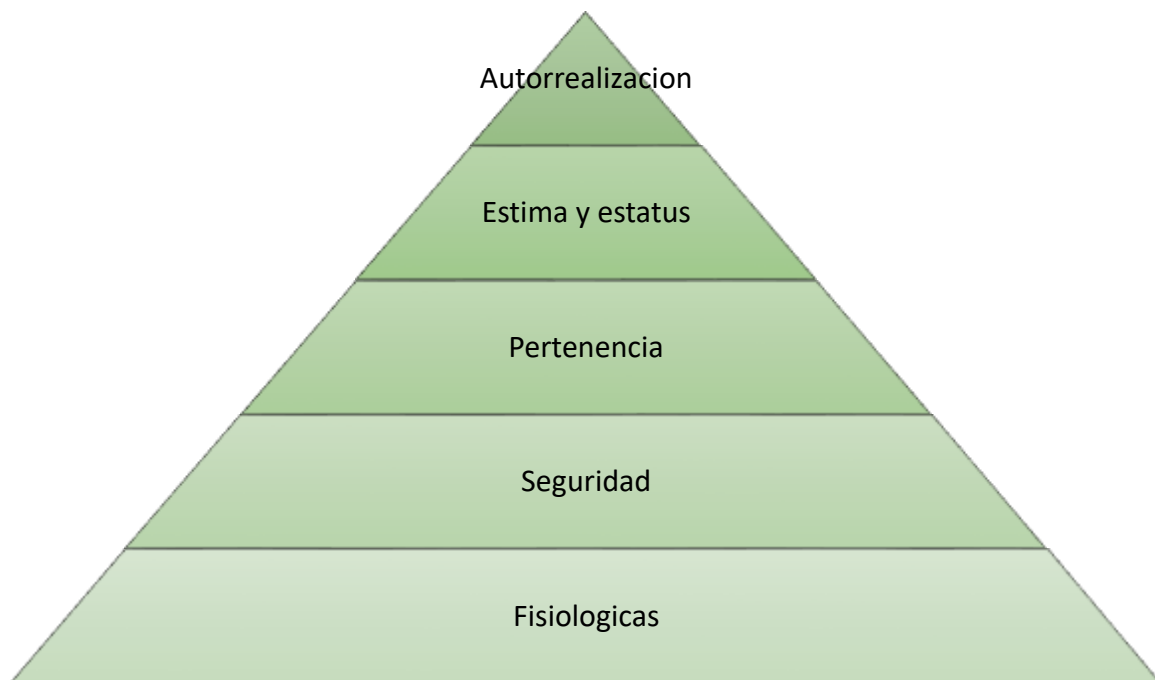 Autorrealizacion
Estima y estatus
Pertenencia
Seguridad
Fisiologicas